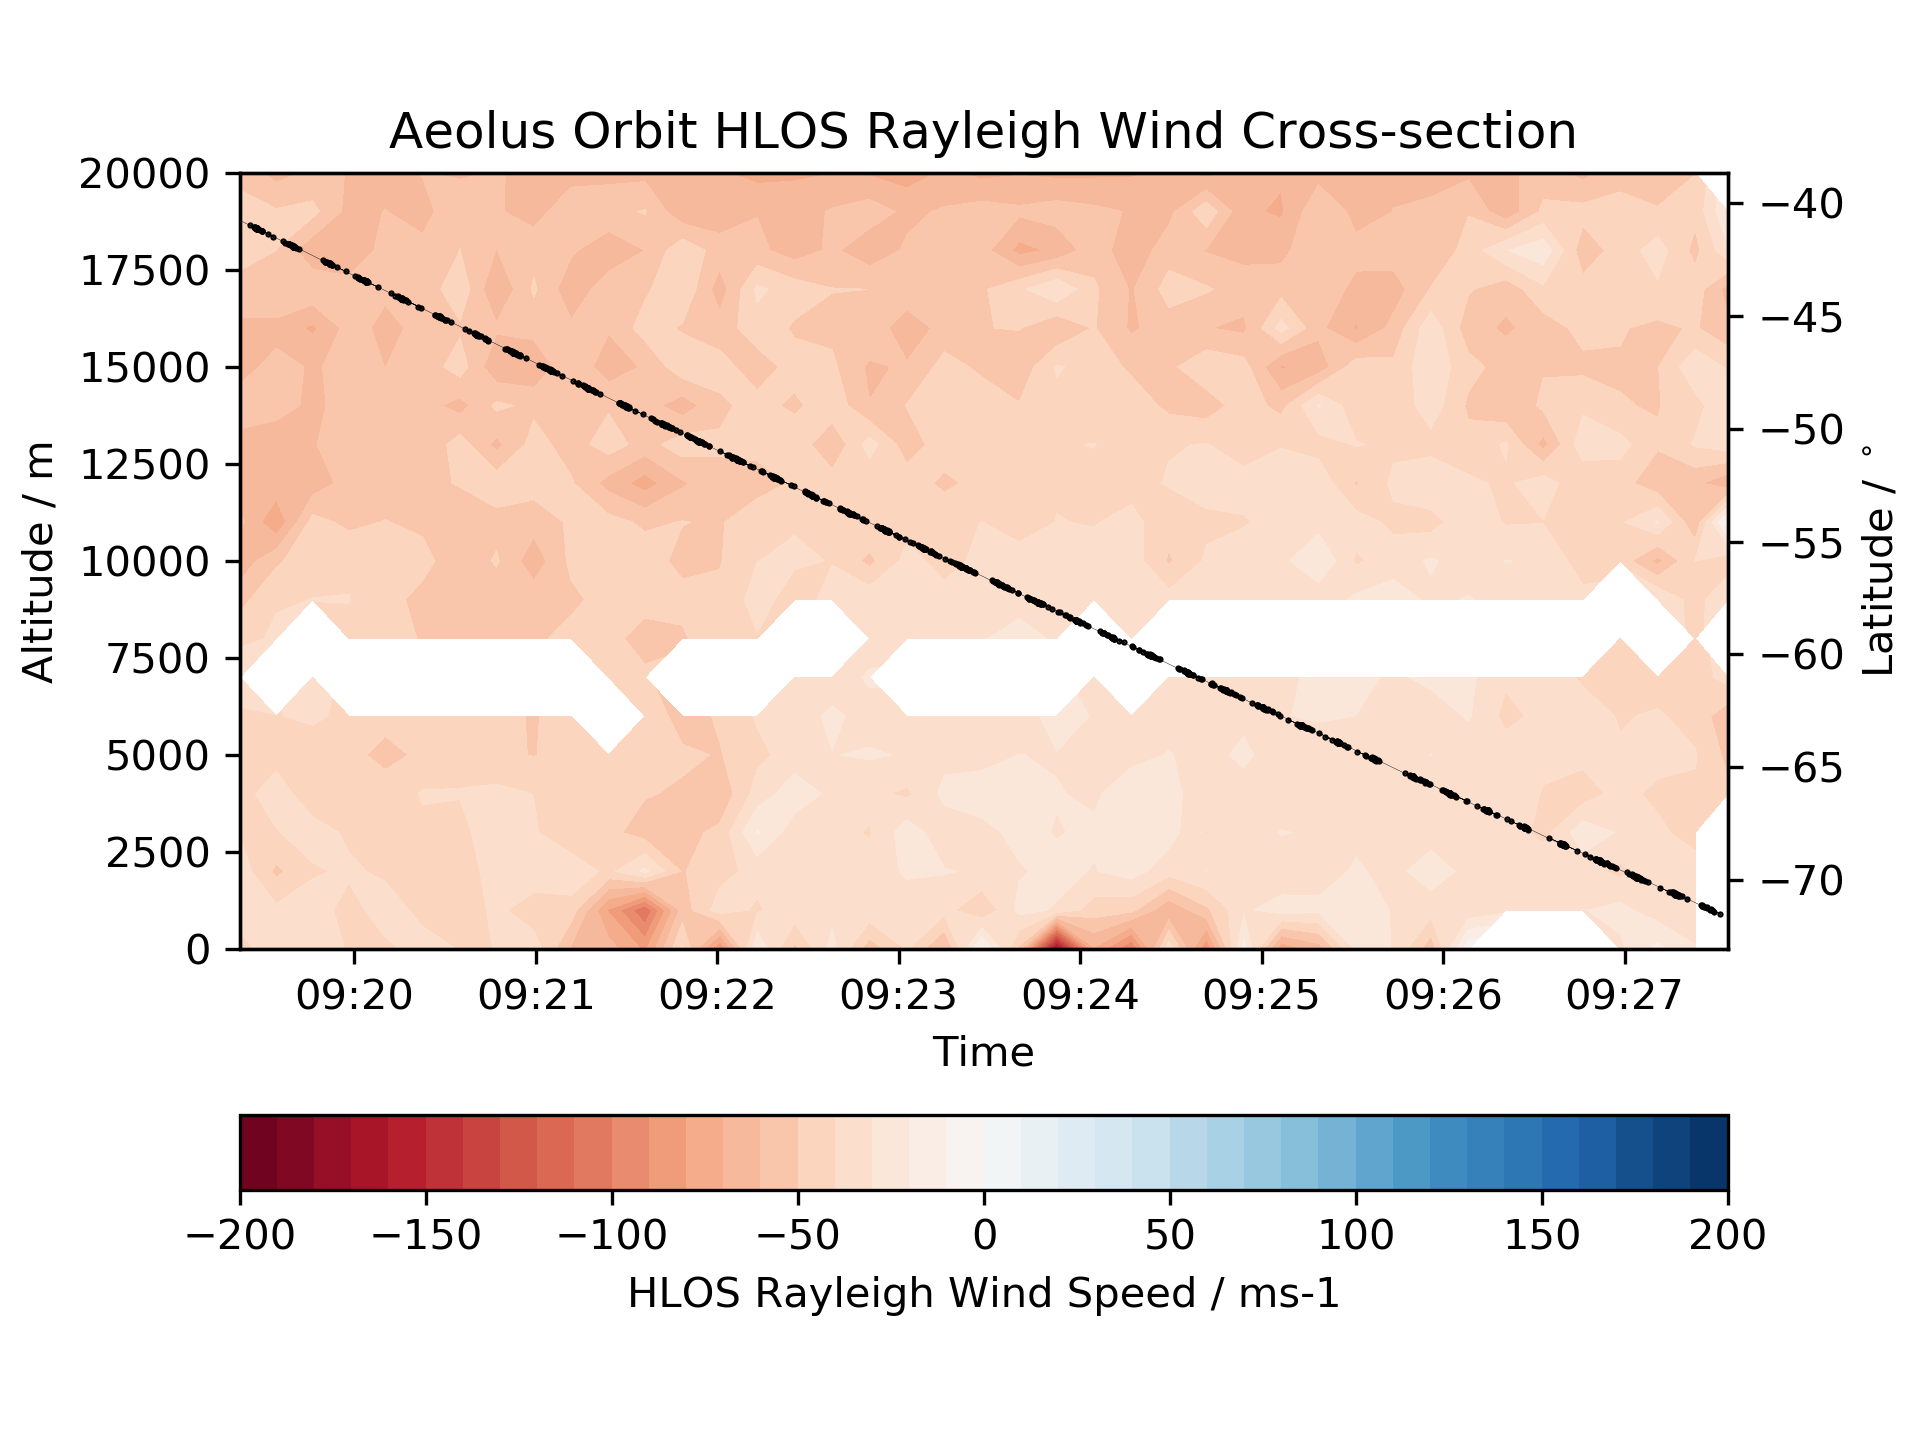 Aeolus Orbit HLOS Rayleigh Wind Cross-section
20000
17500
15000
12500
10000
7500
5000
2500
0
Altitude / m
−40
−45
−50
−55
−60
−65
−70
Latitude / °
09:20 09:21 09:22 09:23 09:24 09:25 09:26 09:27
Time
−200 −150 −100 −50 0 50 100 150 200
HLOS Rayleigh Wind Speed / ms-1